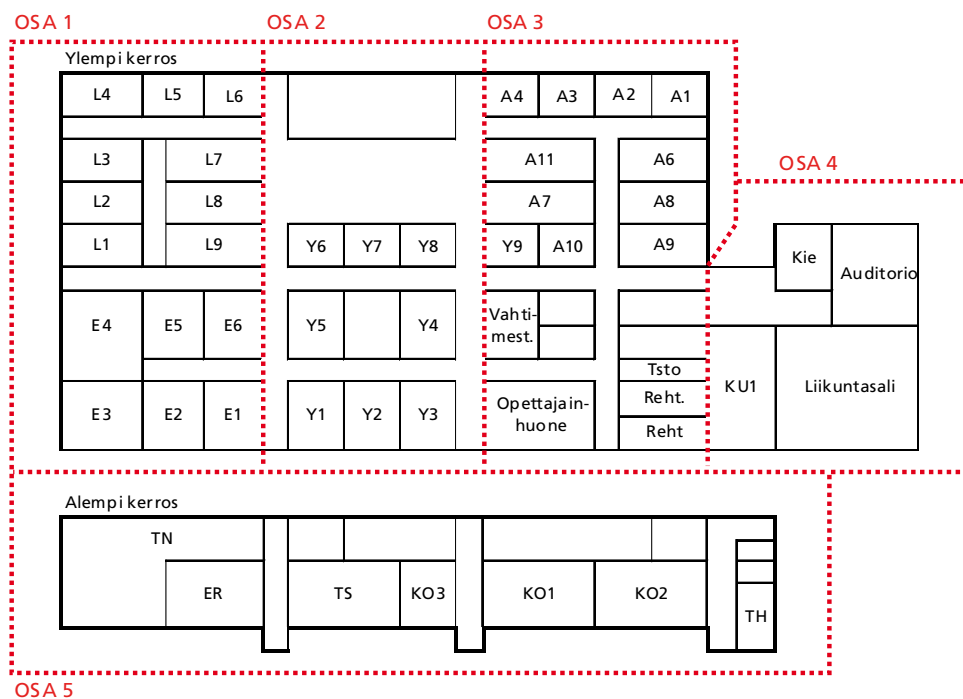 OSA 1 OSA 2 OSA 3
Ylempi kerros
L4 L5 L6 A4 A3 A2 A1
L3 L7 A11 A6
OSA 4
L2 L8 A7 A8
L1 L9 Y6 Y7 Y8 Y9 A10 A9
Kie
Auditorio
E4 E5 E6 Y5 Y4
Vahti-
mest.
Tsto
E3 E2 E1 Y1 Y2 Y3
Opettajain-
huone
Reht.
Reht
KU1 Liikuntasali
Alempi kerros
TN
ER TS KO3 KO1 KO2
TH
OSA 5